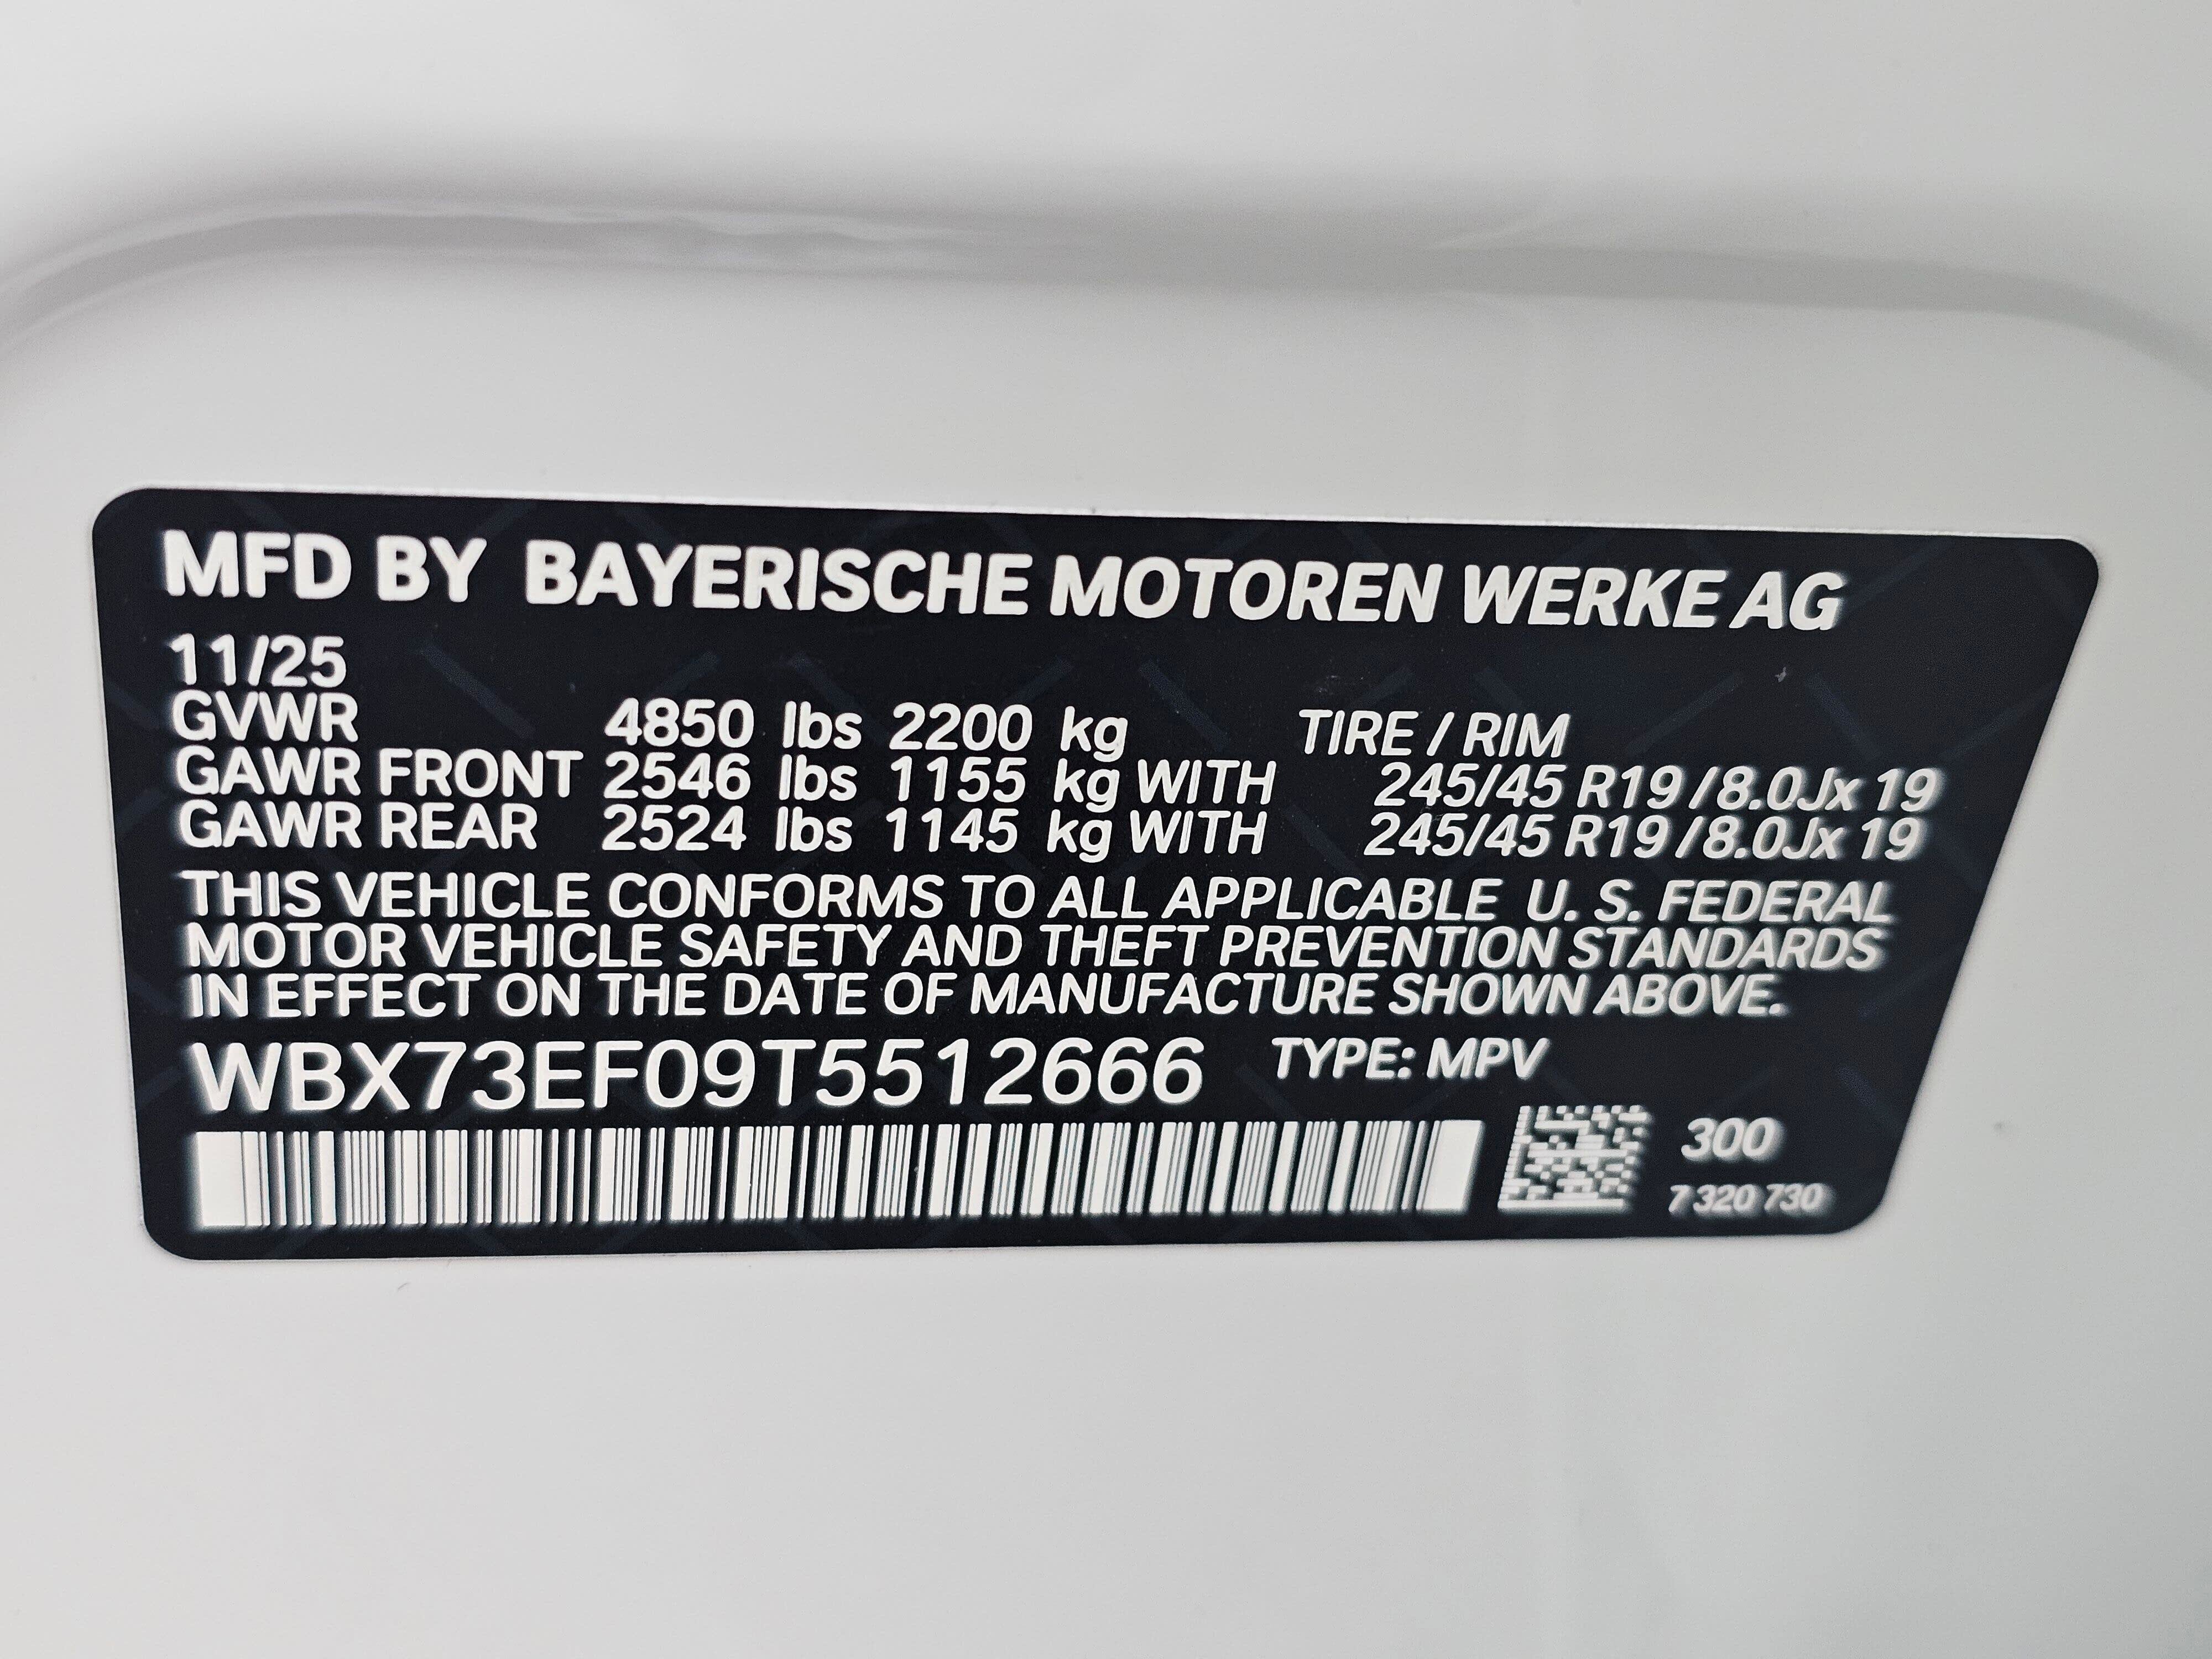 MFD BY BAYERISCHE MOTOREN WERKE AG
11/25
GVWR 4850 lbs 2200 kg TIRE / RIM
GAWR FRONT 2546 lbs 1155 kg WITH 245/45 R19 /8.0Jx 19
GAWR REAR 2524 lbs 1145 kg WITH 245/45 R19 /8.0Jx 19
THIS VEHICLE CONFORMS TO ALL APPLICABLE U. S. FEDERAL
MOTOR VEHICLE SAFETY AND THEFT PREVENTION STANDARDS
IN EFFECT ON THE DATE OF MANUFACTURE SHOWN ABOVE.
WBX73EF09T5512666 TYPE: MPV
300
7 320 730